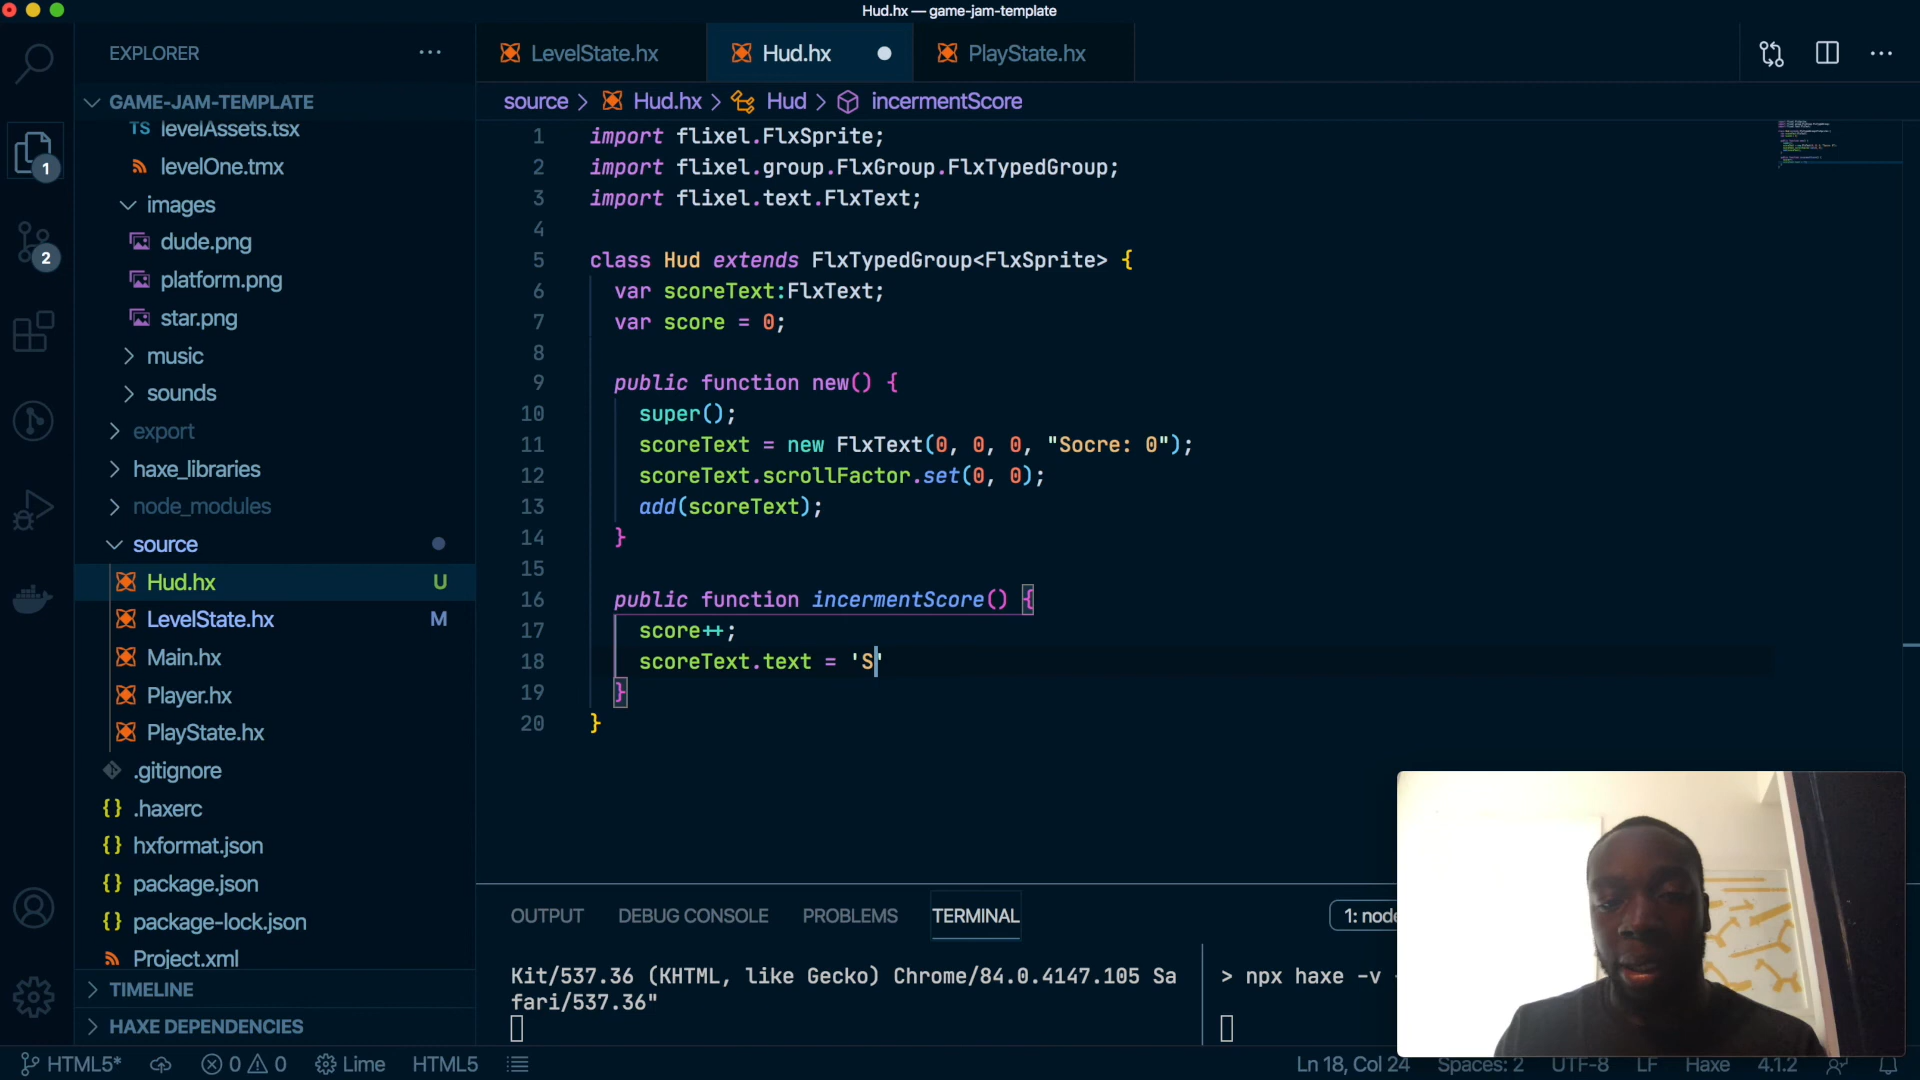 Hud.hx — game-jam-template
EXPLORER
GAME-JAM-TEMPLATE
TS levelAssets.tsx
levelOne.tmx
images
dude.png
platform.png
star.png
music
sounds
export
haxe_libraries
node_modules
source
Hud.hx U
LevelState.hx M
Main.hx
Player.hx
PlayState.hx
.gitignore
{} .haxerc
{} hxformat.json
{} package.json
{} package-lock.json
Project.xml
TIMELINE
HAXE DEPENDENCIES
1
2
LevelState.hx
Hud.hx
PlayState.hx
source > Hud.hx > Hud > incermentScore
1 import flixel.FlxSprite;
2 import flixel.group.FlxGroup.FlxTypedGroup;
3 import flixel.text.FlxText;
4
5 class Hud extends FlxTypedGroup<FlxSprite> {
6 var scoreText:FlxText;
7 var score = 0;
8
9 public function new() {
10 super();
11 scoreText = new FlxText(0, 0, 0, "Socre: 0");
12 scoreText.scrollFactor.set(0, 0);
13 add(scoreText);
14 }
15
16 public function incermentScore() {
17 score++;
18 scoreText.text = 'S'
19 }
20 }
OUTPUT DEBUG CONSOLE PROBLEMS TERMINAL
1: node
Kit/537.36 (KHTML, like Gecko) Chrome/84.0.4147.105 Sa
fari/537.36"
> npx haxe -v
HTML5* 0 0 Lime HTML5
Ln 18, Col 24 Spaces: 2 UTF-8 LF Haxe 4.1.2